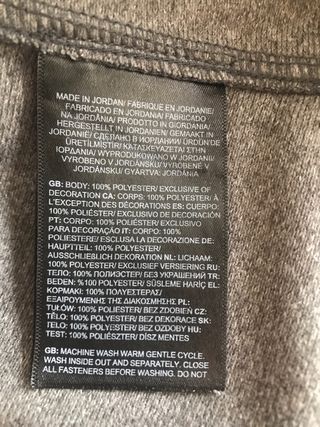 MADE IN JORDAN/ FABRIQUE EN JORDANIE/
FABRICADO EN JORDANIA/ FABRICADO
NA JORDÂNIA/ PRODOTTO IN GIORDANIA/
HERGESTELLT IN JORDANIEN/ GEMAAKT IN
JORDANIË/ СДЕЛАНО В ИОРДАНИИ/ ÜRDÜN'DE
ÜRETİLMİSTİR/ ΚΑΤΑΣΚΕΥΑΖΕΤΑΙ ΣΤΗΝ
ΙΟΡΔΑΝΙΑ/ WYPRODUKOWANO W JORDANII/
VYROBENO V JORDÁNSKU/ VYROBENÉ V
JORDÁNSKU/ GYÁRTVA: JORDÁNIA
GB: BODY: 100% POLYESTER/ EXCLUSIVE OF
DECORATION CA: CORPS: 100% POLYESTER/ À
L'EXCEPTION DES DÉCORATIONS ES: CUERPO:
100% POLIÉSTER/ EXCLUSIVO DE DECORACIÓN
PT: CORPO: 100% POLIÉSTER/ EXCLUSIVO
PARA DECORAÇÃO IT: CORPO: 100%
POLIESTERE/ ESCLUSA LA DECORAZIONE DE:
HAUPTTEIL: 100% POLYESTER/
AUSSCHLIEßLICH DEKORATION NL: LICHAAM:
100% POLYESTER/ EXCLUSIEF VERSIERING RU:
ТЕЛО: 100% ПОЛИЭСТЕР/ БЕЗ УКРАШЕНИЙ TR:
BEDEN: %100 POLYESTER/ SÜSLEME HARİÇ EL:
ΚΟΡΜΑΚΙ: 100% ΠΟΛΥΕΣΤΕΡΑΣ/
ΕΞΑΙΡΟΥΜΕΝΗΣ ΤΗΣ ΔΙΑΚΟΣΜΗΣΗΣ PL:
TUŁÓW: 100% POLIESTER/ BEZ ZDOBIEŃ CZ:
TĚLO: 100% POLYESTER/ BEZ DEKORACE SK:
TELO: 100% POLYESTER/ BEZ OZDOBY HU:
TEST: 100% POLIÉSZTER/ DÍSZ MENTES
GB: MACHINE WASH WARM GENTLE CYCLE.
WASH INSIDE OUT AND SEPARATELY. CLOSE
ALL FASTENERS BEFORE WASHING. DO NOT